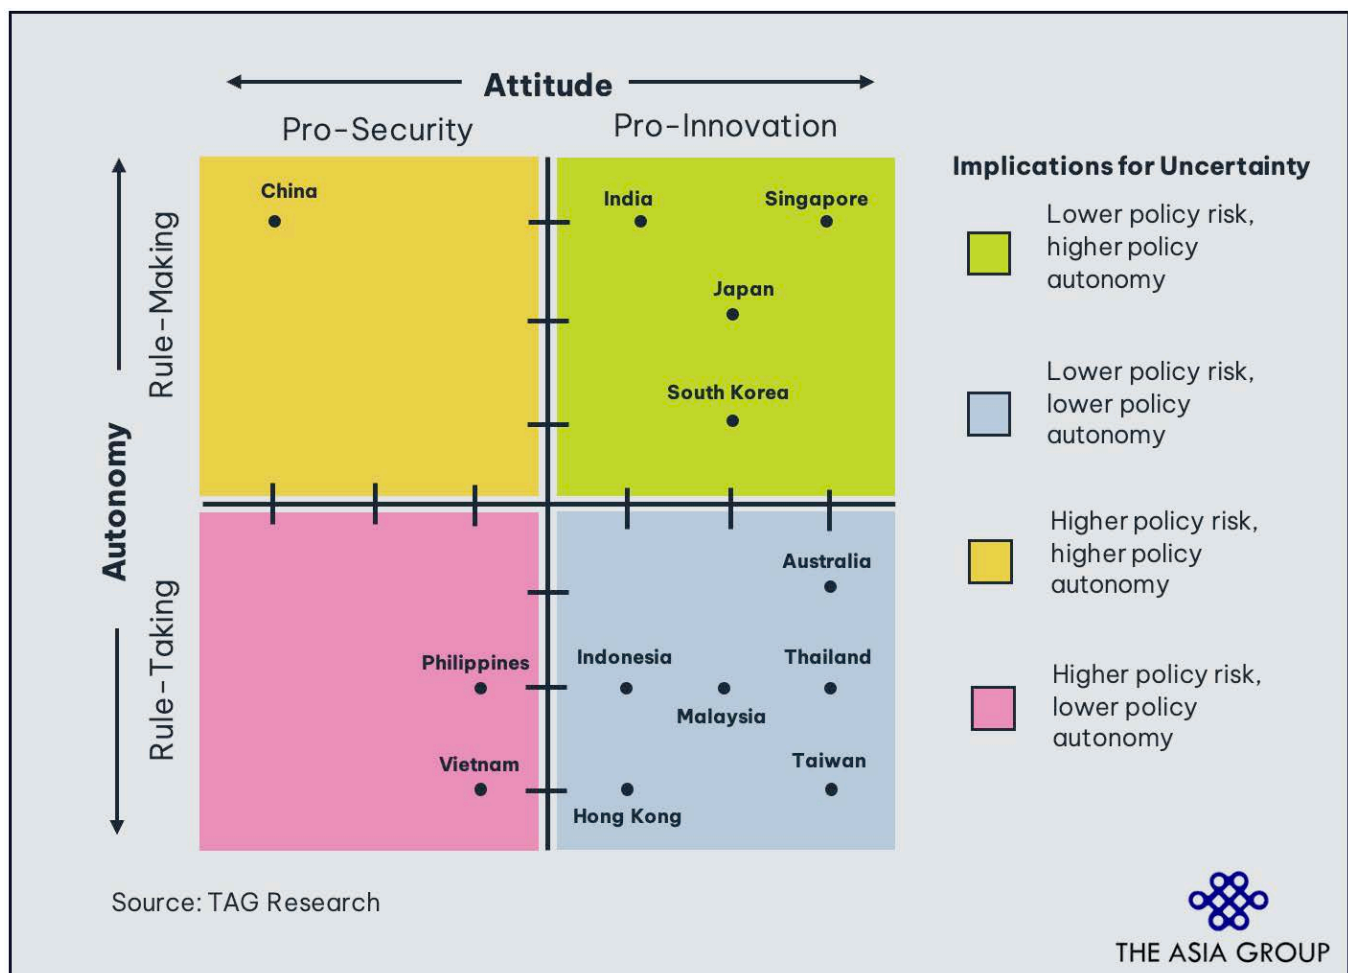 Attitude
Pro-Security
Pro-Innovation
Autonomy
Rule-Making
Rule-Taking
China
India
Singapore
Japan
South Korea
Australia
Philippines
Indonesia
Thailand
Malaysia
Vietnam
Taiwan
Hong Kong
Implications for Uncertainty
Lower policy risk,
higher policy
autonomy
Lower policy risk,
lower policy
autonomy
Higher policy risk,
higher policy
autonomy
Higher policy risk,
lower policy
autonomy
Source: TAG Research
THE ASIA GROUP